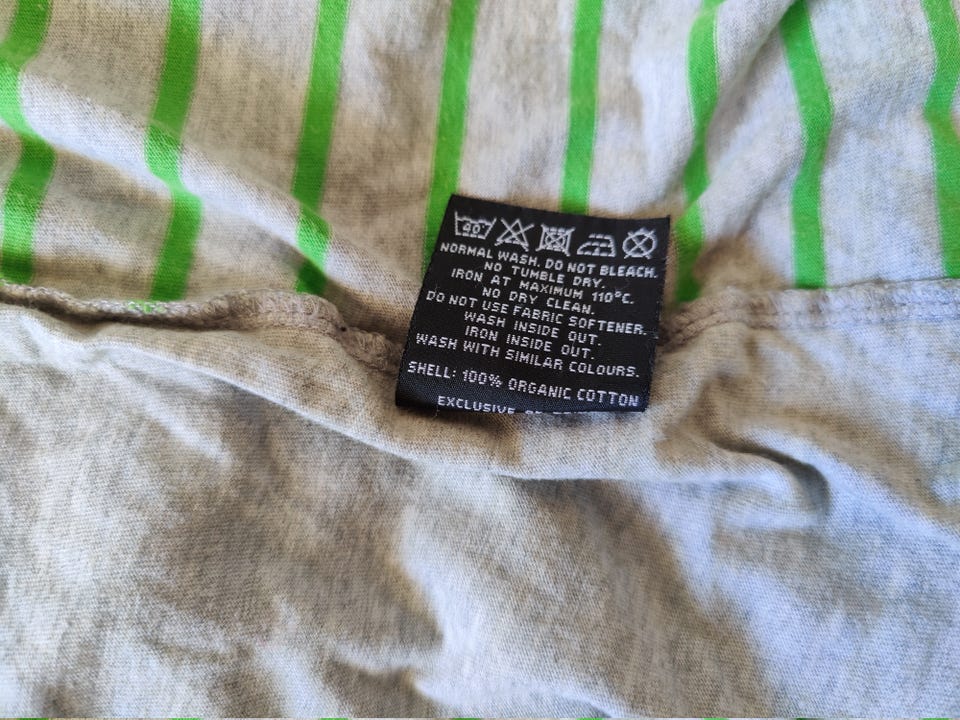 40
NORMAL WASH. DO NOT BLEACH.
NO TUMBLE DRY.
IRON AT MAXIMUM 110°C.
NO DRY CLEAN.
DO NOT USE FABRIC SOFTENER.
WASH INSIDE OUT.
IRON INSIDE OUT.
WASH WITH SIMILAR COLOURS.
SHELL: 100% ORGANIC COTTON
EXCLUSIVE